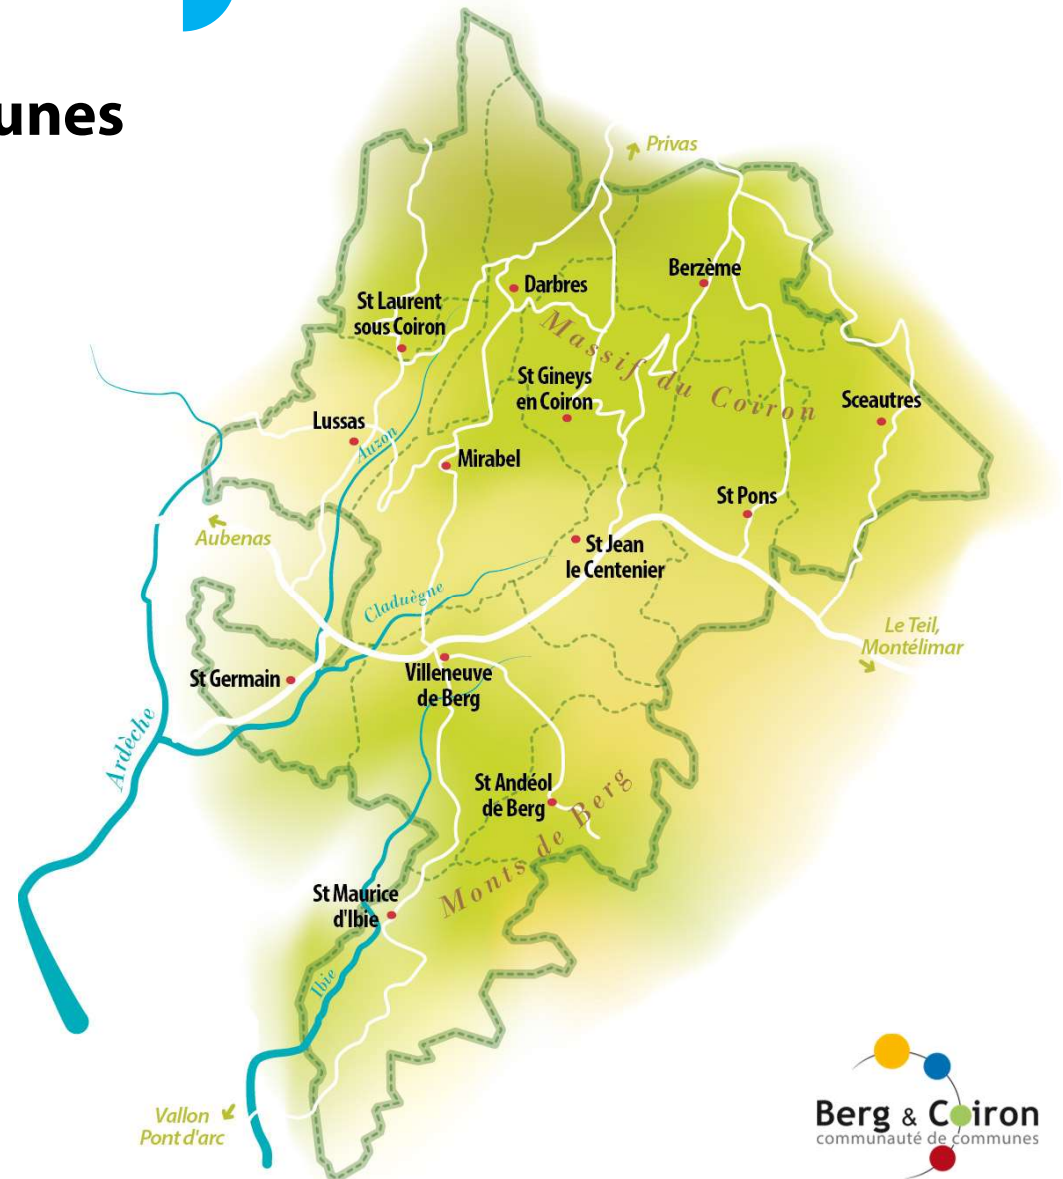 unes
Privas
Berzème
Darbres
St Laurent
sous Coiron
Massif du Coiron
St Gineys
en Coiron
Sceautres
Lussas
Auzon
Mirabel
St Pons
Aubenas
St Jean
le Centenier
Claduègne
Le Teil,
Montélimar
St Germain
Villeneuve
de Berg
Ardèche
St Andéol
de Berg
Monts de Berg
St Maurice
d'Ibie
Ibie
Vallon
Pont d'arc
Berg & Coiron
communauté de communes